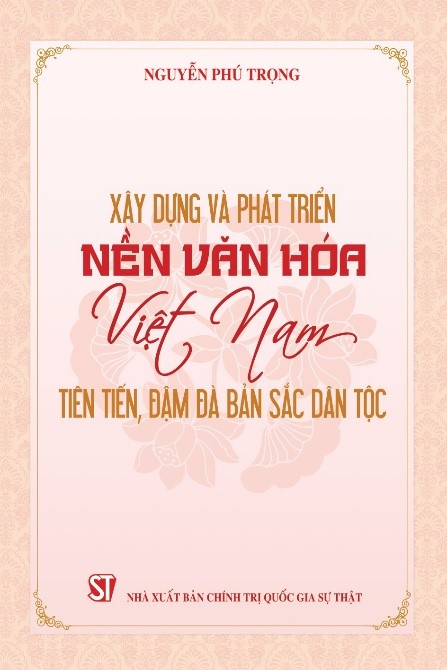 NGUYỄN PHÚ TRỌNG
XÂY DỰNG VÀ PHÁT TRIỂN
NỀN VĂN HÓA
Việt Nam
TIÊN TIẾN, ĐẬM ĐÀ BẢN SẮC DÂN TỘC
ST
NHÀ XUẤT BẢN CHÍNH TRỊ QUỐC GIA SỰ THẬT